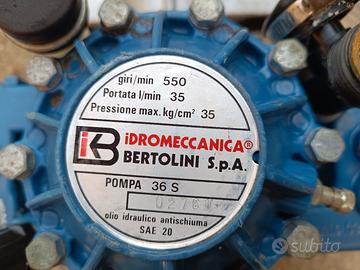 giri/min 550
Portata l/min 35
Pressione max. kg/cm² 35
iDROMECCANICA®
BERTOLINI S.p.A.
POMPA 36 S
olio idraulico antischiuma
SAE 20
subito